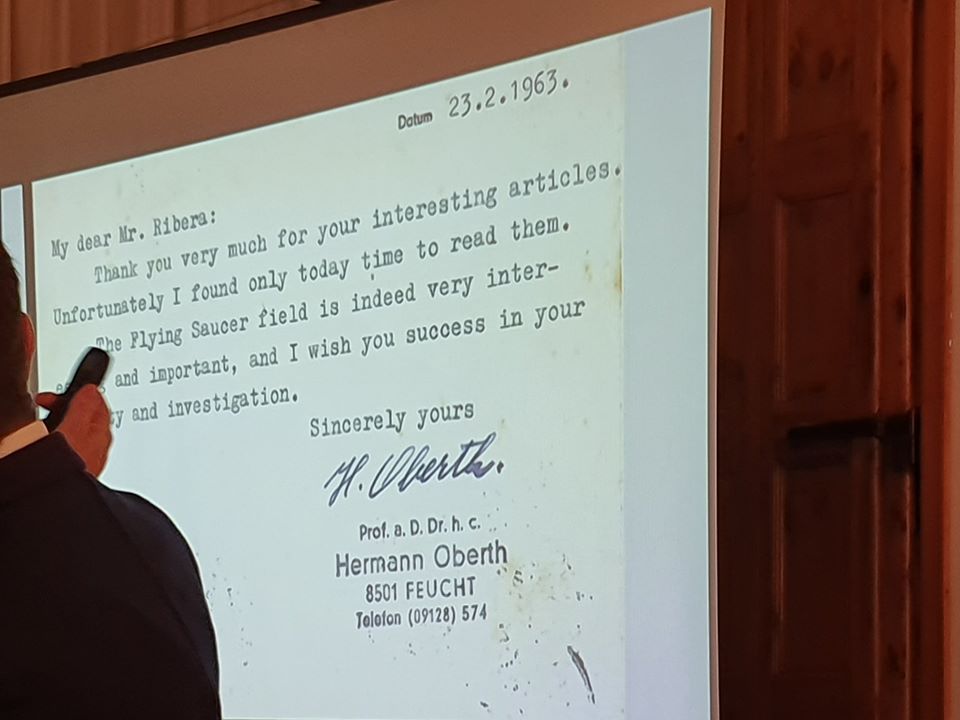 Datum 23.2.1963.
My dear Mr. Ribera:
Thank you very much for your interesting articles.
Unfortunately I found only today time to read them.
The Flying Saucer field is indeed very inter-
and important, and I wish you success in your
and investigation.
Sincerely yours
H. Oberth.
Prof. a. D. Dr. h. c.
Hermann Oberth
8501 FEUCHT
Telefon (09128) 574